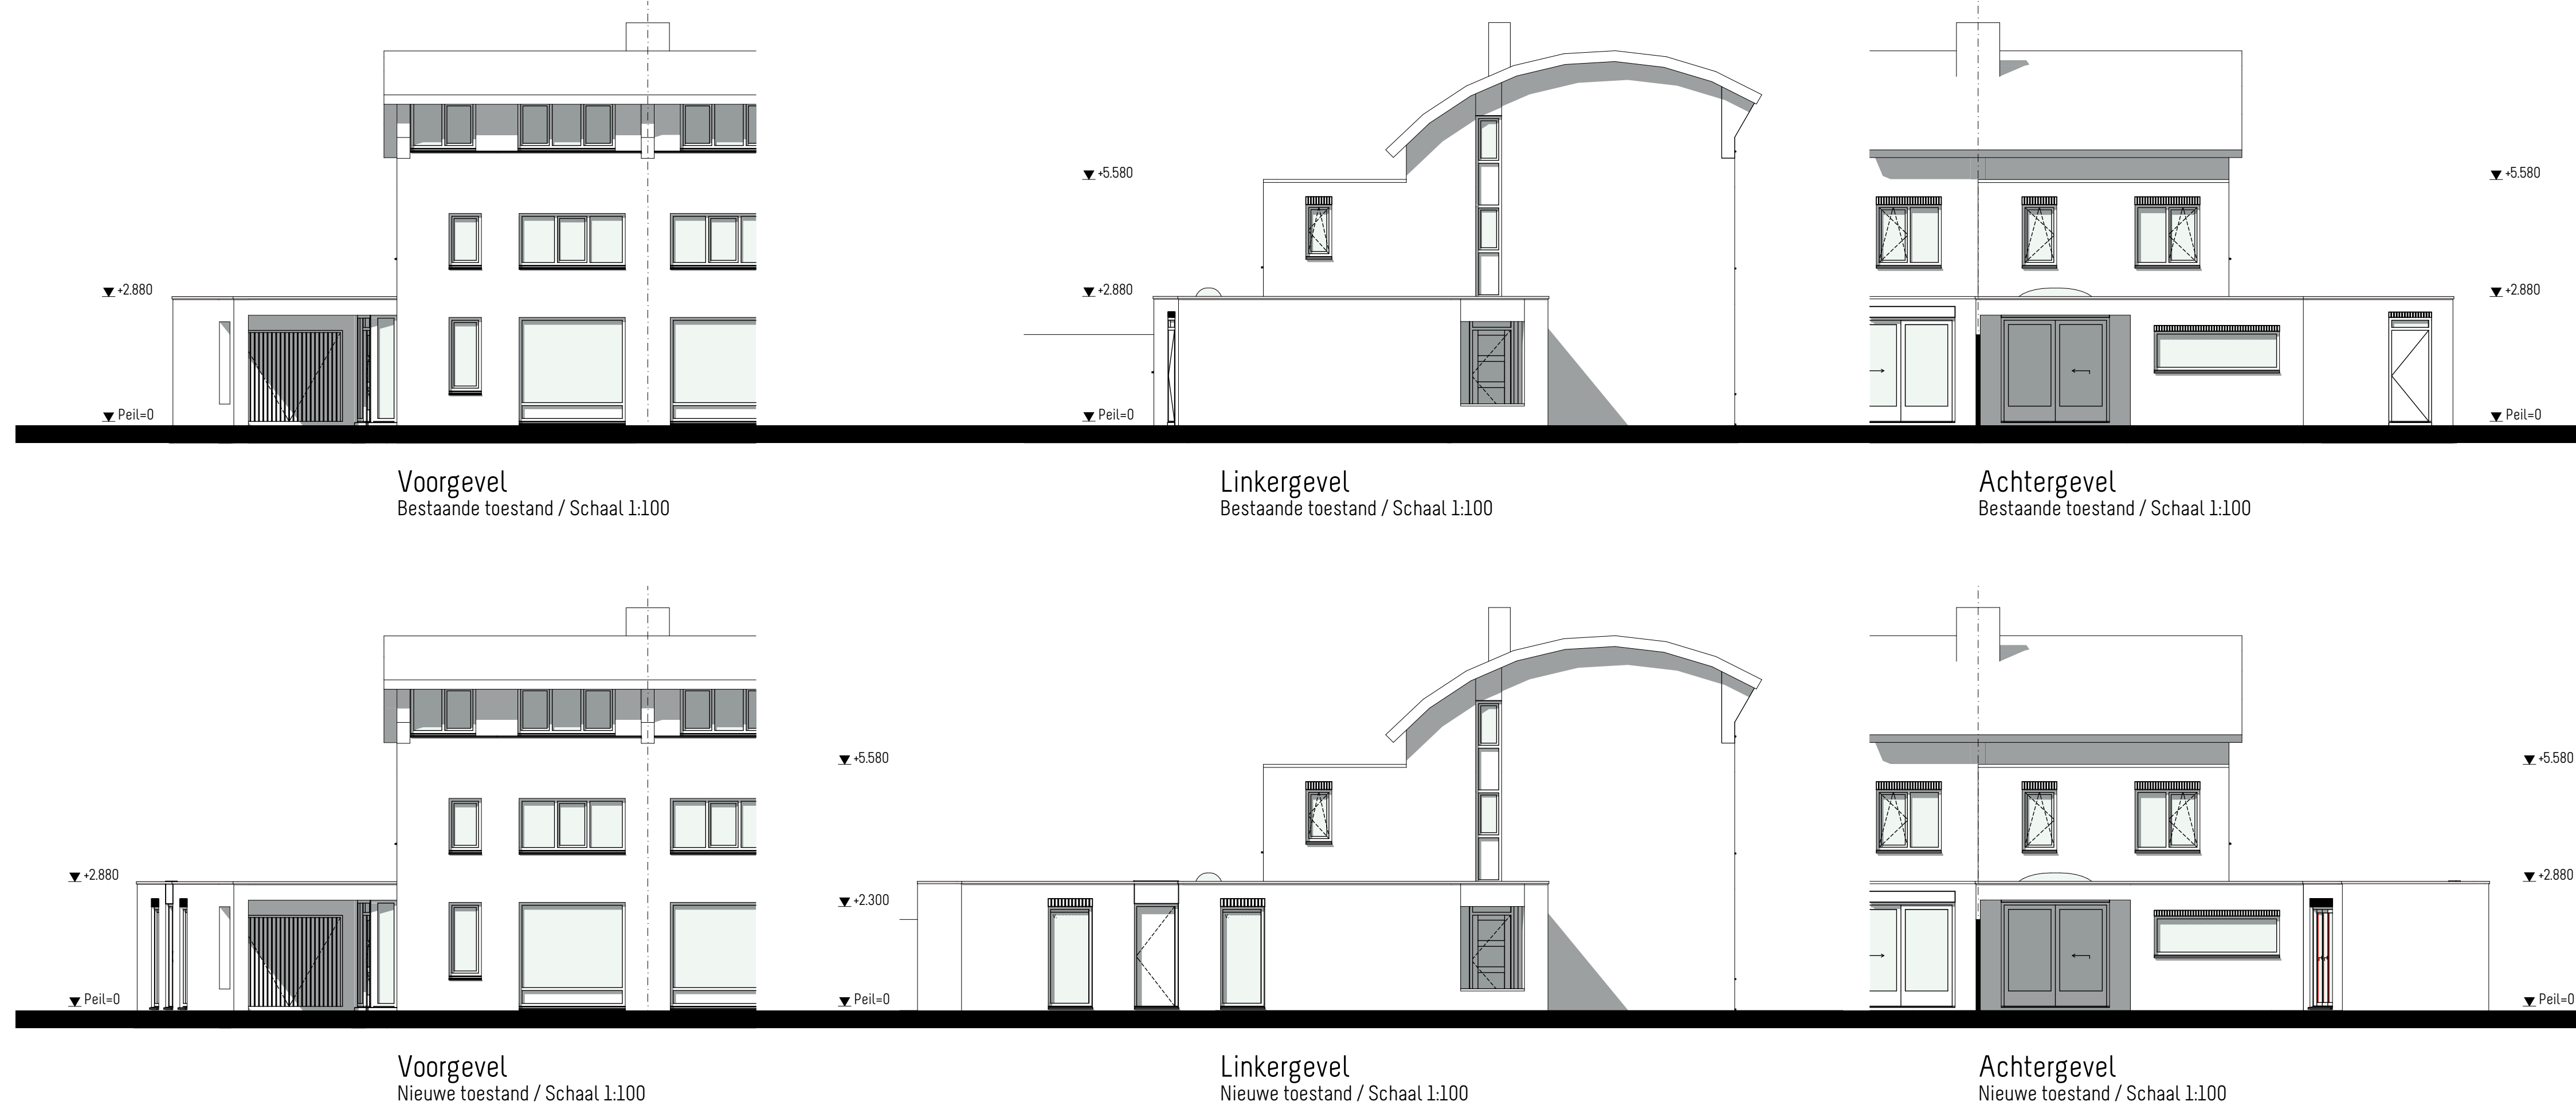 +5.580
+2.880
Peil=0
+2.880
Peil=0
+5.580
+2.880
Peil=0
Voorgevel
Bestaande toestand / Schaal 1:100
Linkergevel
Bestaande toestand / Schaal 1:100
Achtergevel
Bestaande toestand / Schaal 1:100
+2.880
Peil=0
+5.580
+2.300
Peil=0
+5.580
+2.880
Peil=0
Voorgevel
Nieuwe toestand / Schaal 1:100
Linkergevel
Nieuwe toestand / Schaal 1:100
Achtergevel
Nieuwe toestand / Schaal 1:100